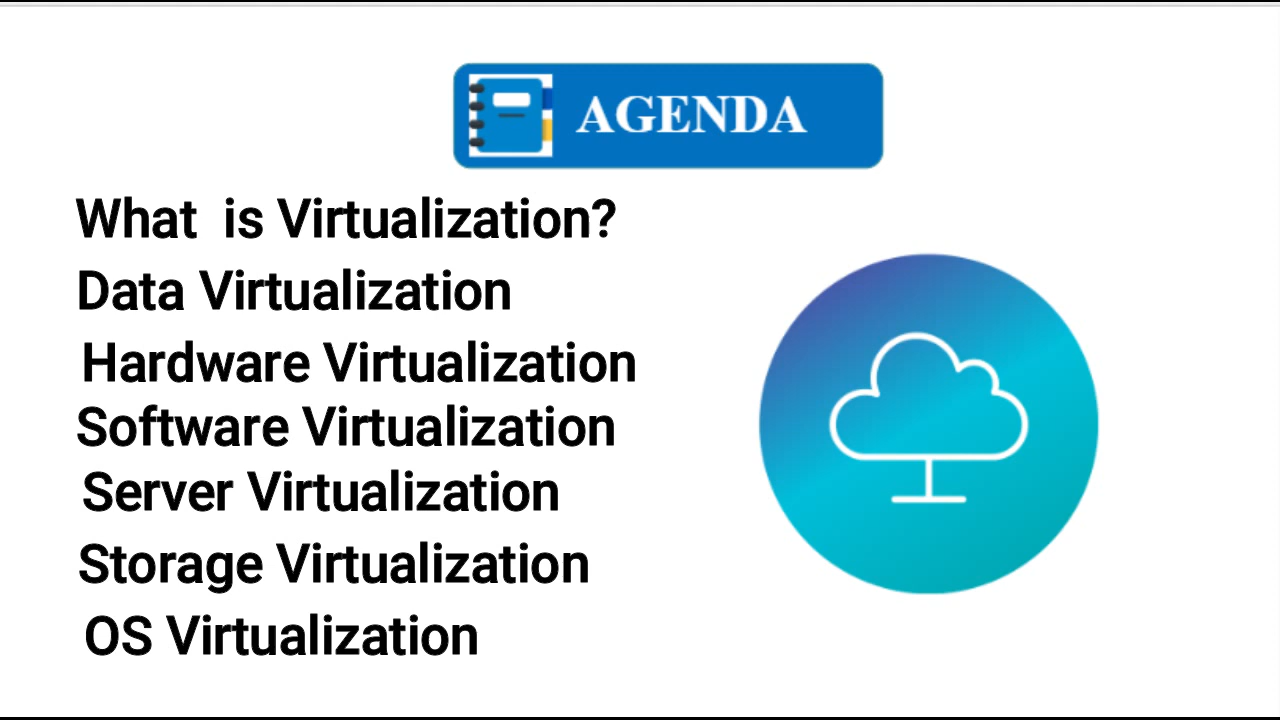 AGENDA
What is Virtualization?
Data Virtualization
Hardware Virtualization
Software Virtualization
Server Virtualization
Storage Virtualization
OS Virtualization